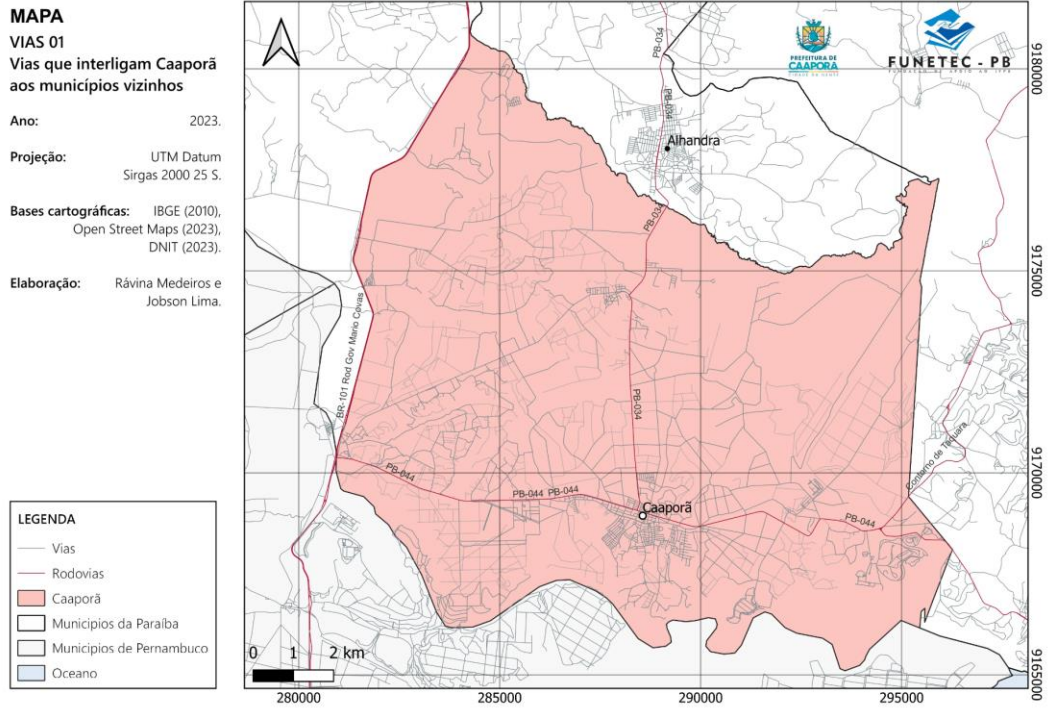 MAPA
VIAS 01
Vias que interligam Caaporã
aos municípios vizinhos
Ano: 2023.
Projeção: UTM Datum
Sirgas 2000 25 S.
Bases cartográficas: IBGE (2010),
Open Street Maps (2023),
DNIT (2023).
Elaboração: Rávina Medeiros e
Jobson Lima.
LEGENDA
Vias
Rodovias
Caaporã
Municipios da Paraíba
Municipios de Pernambuco
Oceano
PREFEITURA DE
CAAPORÃ
FUNETEC - PB
PB-034
PB-034
Alhandra
PB-034
BR-101 Rod Gov Mario Covas
PB-034
Contorno de Taquara
PB-044
PB-044 PB-044
Caaporã
PB-044
0 1 2 km
280000
285000
290000
295000
9180000
9175000
9170000
9165000